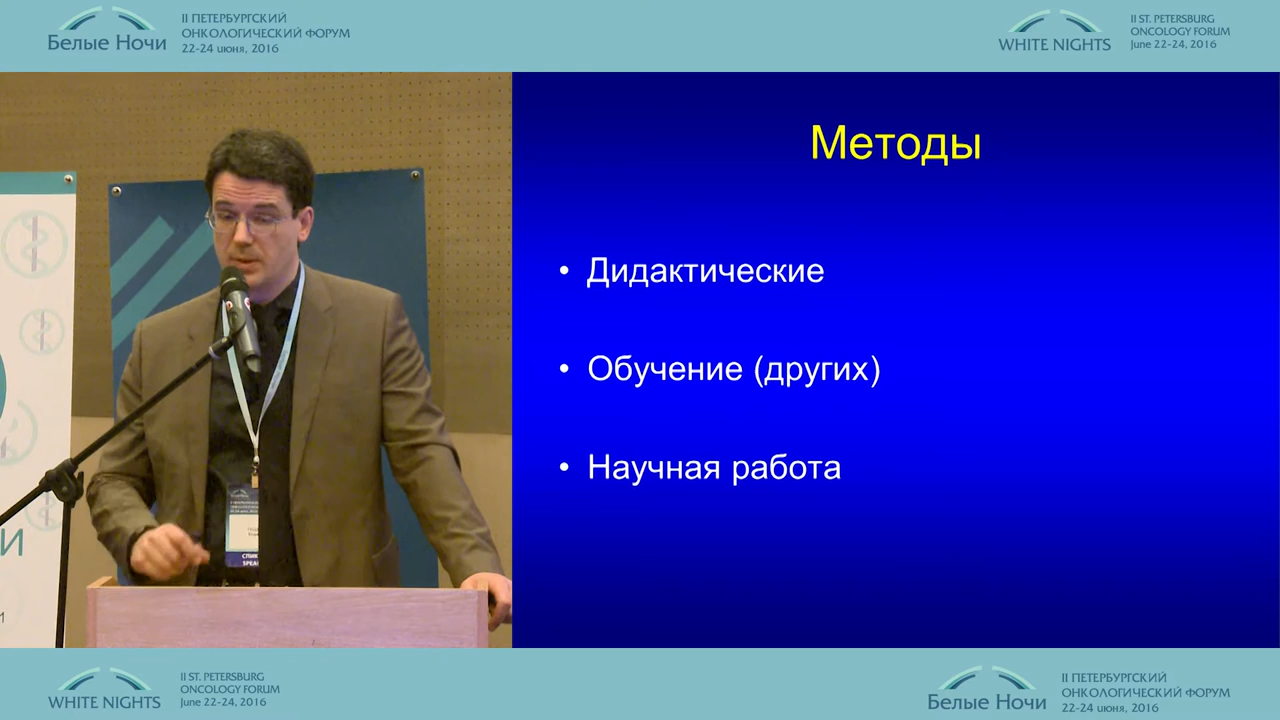 Белые Ночи
II ПЕТЕРБУРГСКИЙ
ОНКОЛОГИЧЕСКИЙ ФОРУМ
22-24 июня, 2016
WHITE NIGHTS
II ST. PETERSBURG
ONCOLOGY FORUM
June 22-24, 2016
Методы
• Дидактические
• Обучение (других)
• Научная работа
WHITE NIGHTS
II ST. PETERSBURG
ONCOLOGY FORUM
June 22-24, 2016
Белые Ночи
II ПЕТЕРБУРГСКИЙ
ОНКОЛОГИЧЕСКИЙ ФОРУМ
22-24 июня, 2016